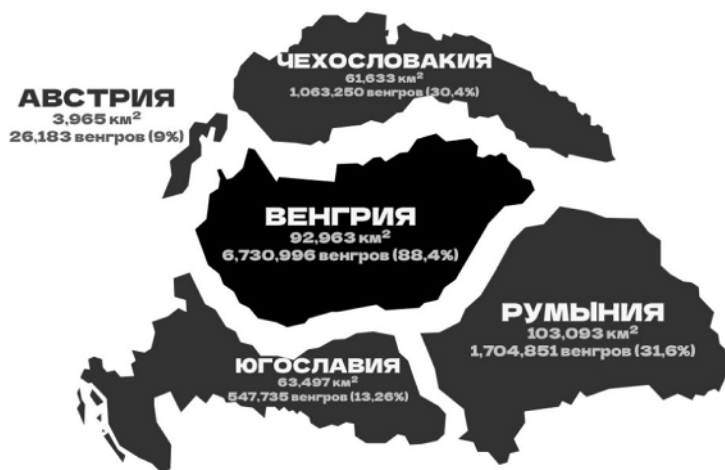 ЧЕХОСЛОВАКИЯ
61,633 км²
1,063,250 венгров (30,4%)
АВСТРИЯ
3,965 км²
26,183 венгров (9%)
ВЕНГРИЯ
92,963 км²
6,730,996 венгров (88,4%)
РУМЫНИЯ
103,093 км²
1,704,851 венгров (31,6%)
ЮГОСЛАВИЯ
63,497 км²
547,735 венгров (13,26%)